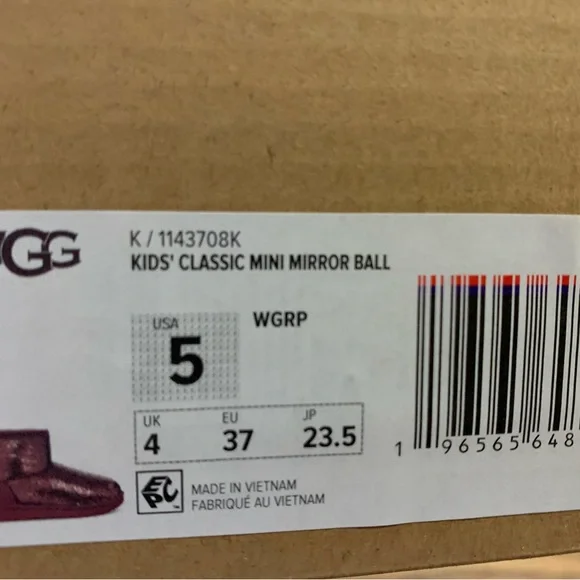 UGG
K / 1143708K
KIDS' CLASSIC MINI MIRROR BALL
USA
5
WGRP
UK
4
EU
37
JP
23.5
EPC
MADE IN VIETNAM
FABRIQUÉ AU VIETNAM
1 96565 648